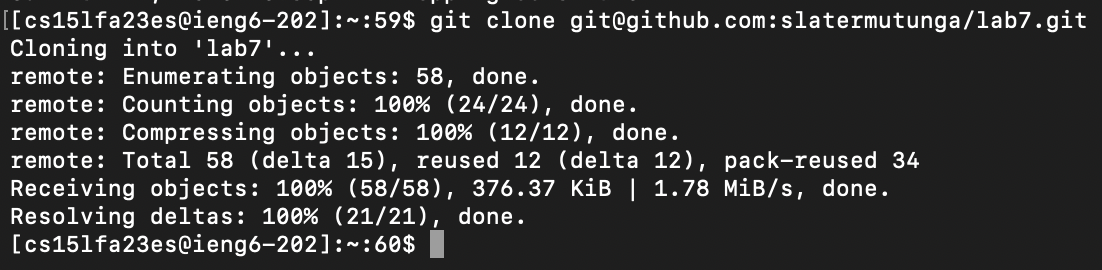 [[cs15lfa23es@ieng6-202]:~:59$ git clone git@github.com:slatermutunga/lab7.git
Cloning into 'lab7'...
remote: Enumerating objects: 58, done.
remote: Counting objects: 100% (24/24), done.
remote: Compressing objects: 100% (12/12), done.
remote: Total 58 (delta 15), reused 12 (delta 12), pack-reused 34
Receiving objects: 100% (58/58), 376.37 KiB | 1.78 MiB/s, done.
Resolving deltas: 100% (21/21), done.
[cs15lfa23es@ieng6-202]:~:60$